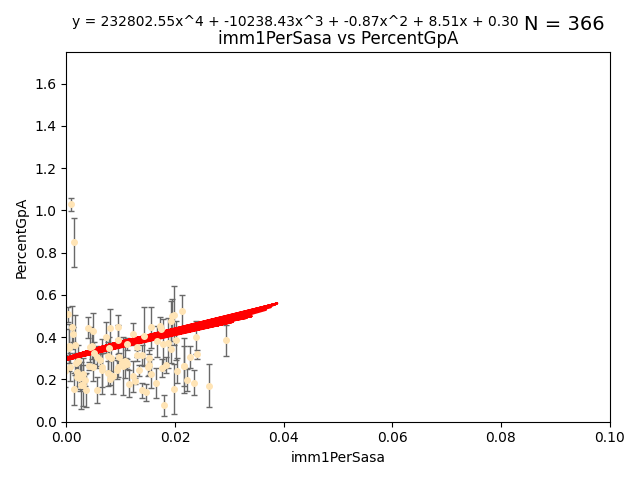 y = 232802.55x^4 + -10238.43x^3 + -0.87x^2 + 8.51x + 0.30 N = 366
imm1PerSasa vs PercentGpA
1.6
1.4
1.2
1.0
0.8
0.6
0.4
0.2
0.0
PercentGpA
0.00 0.02 0.04 0.06 0.08 0.10
imm1PerSasa